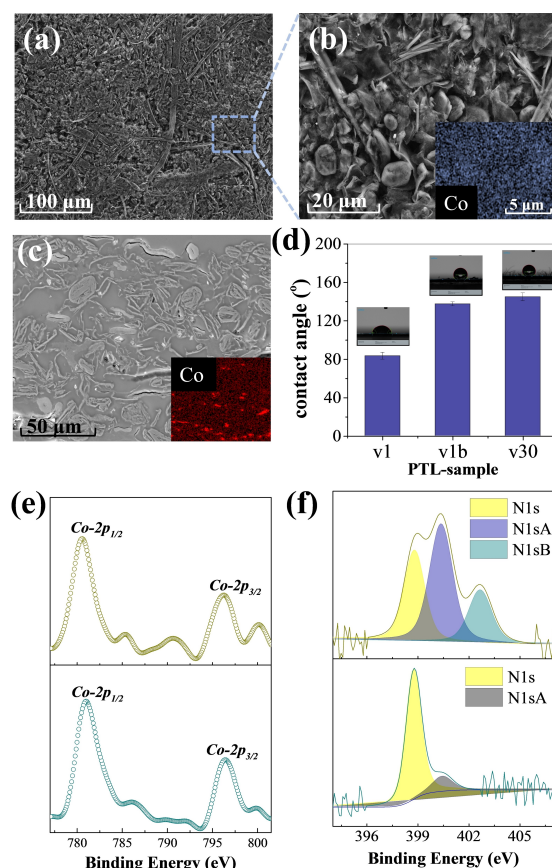 (a)
100 µm
(b)
20 µm
Co
5 µm
(c)
Co
50 µm
(d)
contact angle (°)
200
160
120
80
40
0
v1
v1b
v30
PTL-sample
(e)
Co-2p1/2
Co-2p3/2
Co-2p1/2
Co-2p3/2
780
785
790
795
800
Binding Energy (eV)
(f)
N1s
N1sA
N1sB
N1s
N1sA
396
399
402
405
Binding Energy (eV)